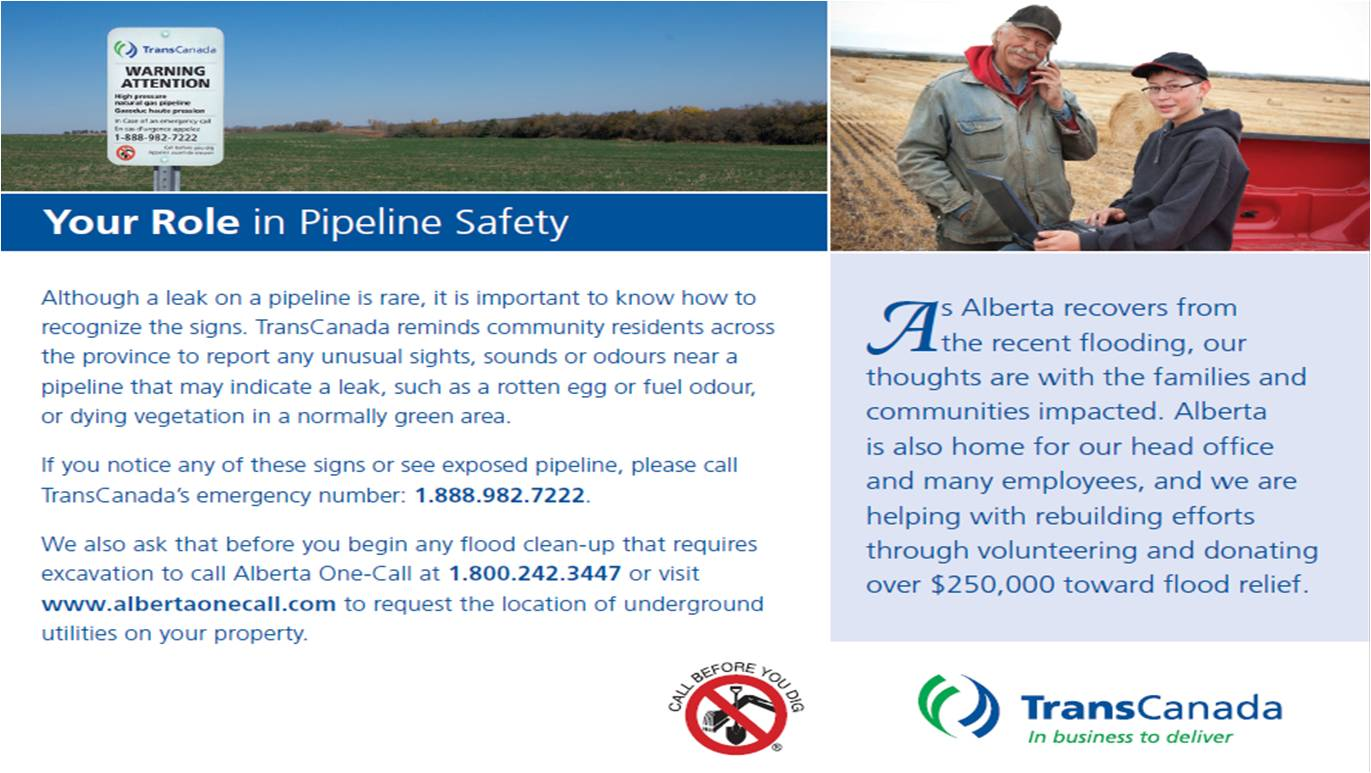 TransCanada
WARNING
ATTENTION
High pressure
natural gas pipeline
Gazoduc haute pression
In Case of an emergency call
En cas d'urgence appelez
1-888-982-7222
Call before you dig
Your Role in Pipeline Safety
Although a leak on a pipeline is rare, it is important to know how to
recognize the signs. TransCanada reminds community residents across
the province to report any unusual sights, sounds or odours near a
pipeline that may indicate a leak, such as a rotten egg or fuel odour,
or dying vegetation in a normally green area.
If you notice any of these signs or see exposed pipeline, please call
TransCanada's emergency number: 1.888.982.7222.
We also ask that before you begin any flood clean-up that requires
excavation to call Alberta One-Call at 1.800.242.3447 or visit
www.albertaonecall.com to request the location of underground
utilities on your property.
As Alberta recovers from
the recent flooding, our
thoughts are with the families and
communities impacted. Alberta
is also home for our head office
and many employees, and we are
helping with rebuilding efforts
through volunteering and donating
over $250,000 toward flood relief.
CALL BEFORE YOU DIG
®
TransCanada
In business to deliver